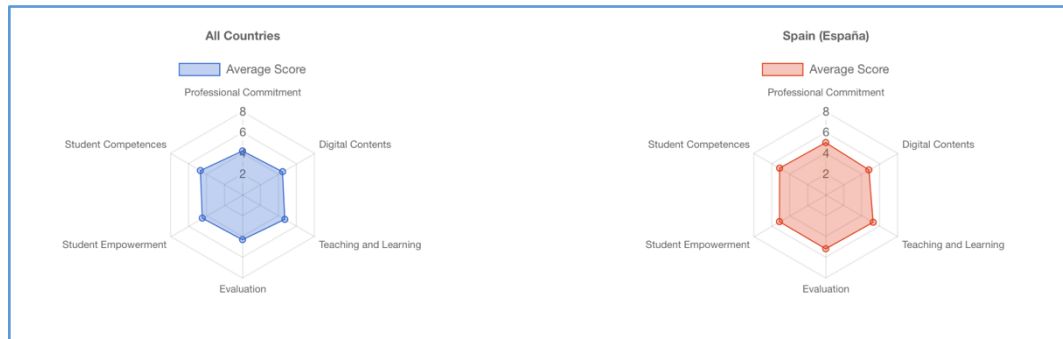 All Countries
Average Score
Professional Commitment
8
6
4
2
Student Competences
Digital Contents
Student Empowerment
Teaching and Learning
Evaluation
Spain (España)
Average Score
Professional Commitment
8
6
4
2
Student Competences
Digital Contents
Student Empowerment
Teaching and Learning
Evaluation